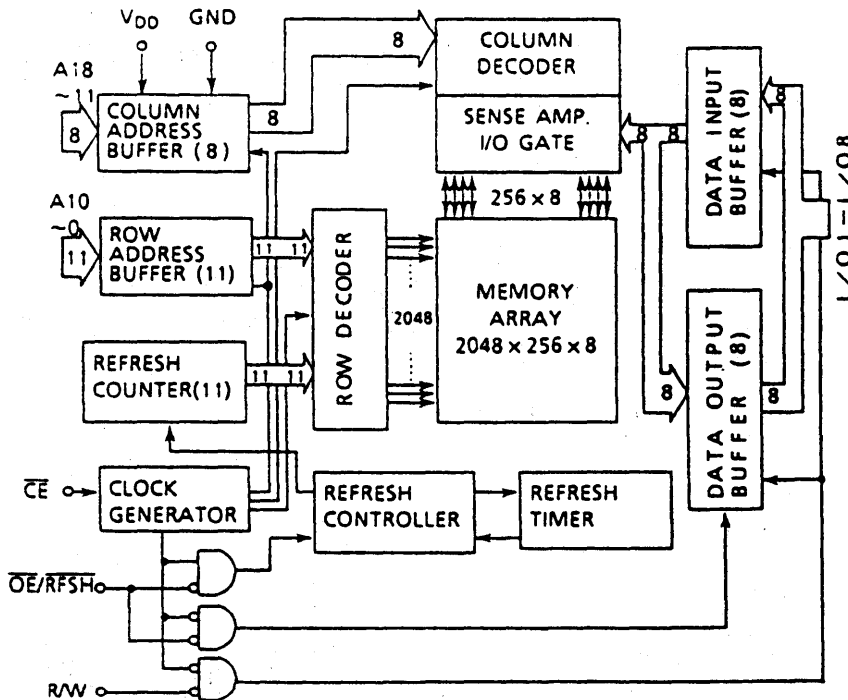 VDD
GND
A18
~11
8
COLUMN
ADDRESS
BUFFER (8)
8
8
COLUMN
DECODER
SENSE AMP.
I/O GATE
8
8
DATA INPUT
BUFFER (8)
I/O1–I/O8
256 x 8
A10
~0
11
ROW
ADDRESS
BUFFER (11)
11
11
ROW DECODER
2048
MEMORY
ARRAY
2048 x 256 x 8
REFRESH
COUNTER(11)
11
11
8
DATA OUTPUT
BUFFER (8)
8
CE
CLOCK
GENERATOR
REFRESH
CONTROLLER
REFRESH
TIMER
OE/RFSH
R/W